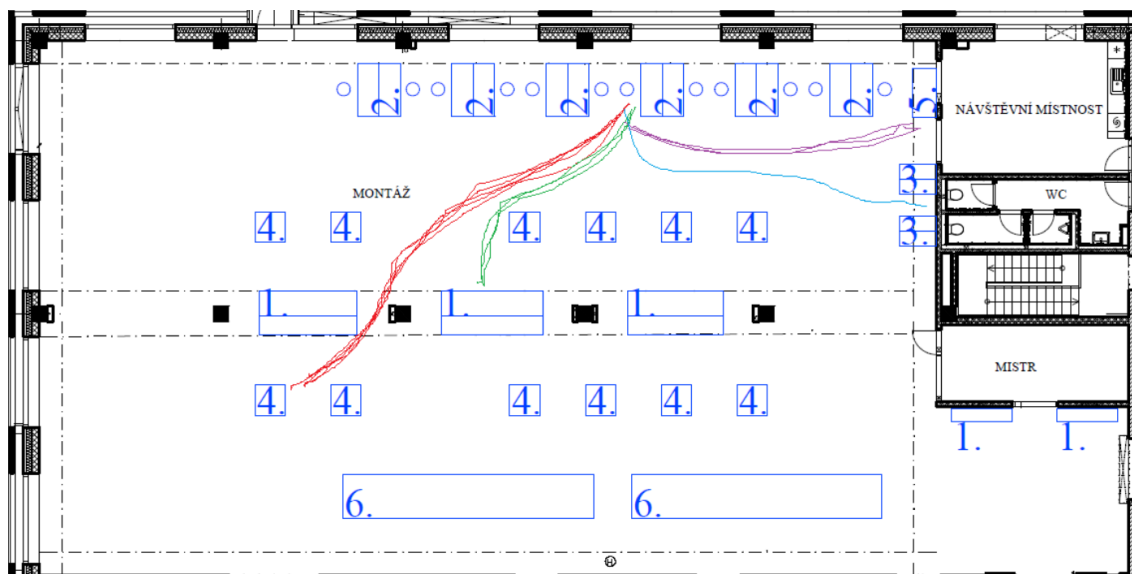 2. 2. 2. 2. 2. 2. 5.
NÁVŠTĚVNÍ MÍSTNOST
3.
MONTÁŽ
WC
4. 4. 4. 4. 4. 4. 3.
1. 1. 1.
MISTR
4. 4. 4. 4. 4. 4.
1. 1.
6. 6.
H